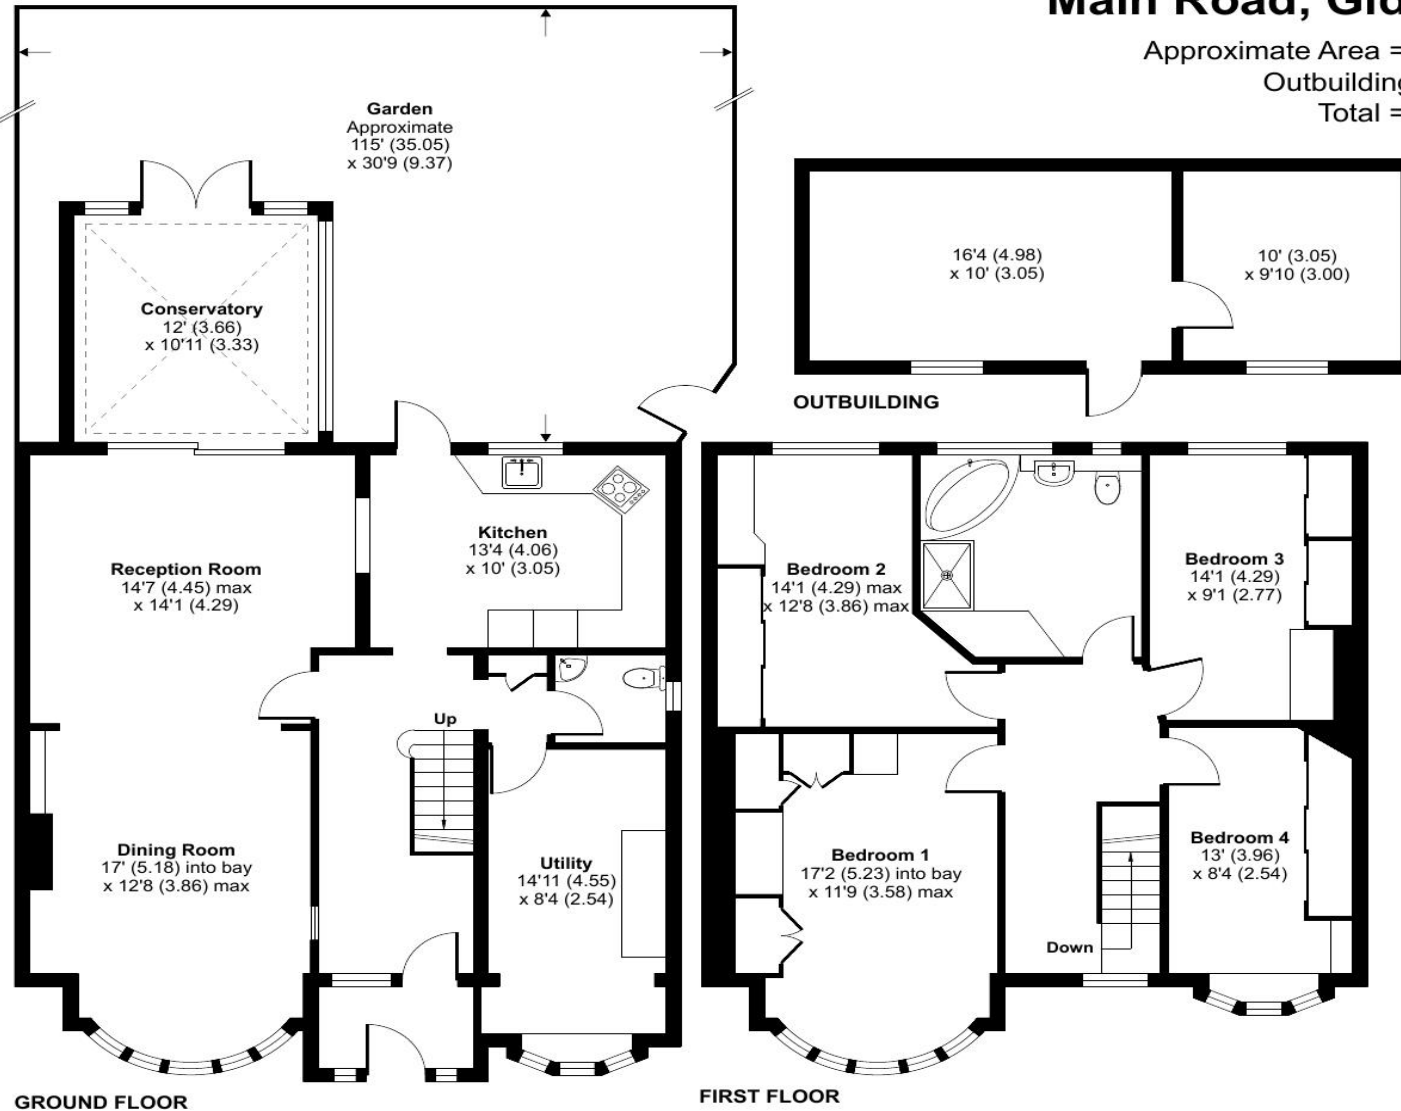 Main Road,
Approximate Area =
Outbuilding
Total =
Garden
Approximate
115' (35.05)
x 30'9 (9.37)
Conservatory
12' (3.66)
x 10'11 (3.33)
16'4 (4.98)
x 10' (3.05)
10' (3.05)
x 9'10 (3.00)
OUTBUILDING
Reception Room
14'7 (4.45) max
x 14'1 (4.29)
Kitchen
13'4 (4.06)
x 10' (3.05)
Up
Dining Room
17' (5.18) into bay
x 12'8 (3.86) max
Utility
14'11 (4.55)
x 8'4 (2.54)
GROUND FLOOR
Bedroom 2
14'1 (4.29) max
x 12'8 (3.86) max
Bedroom 3
14'1 (4.29)
x 9'1 (2.77)
Bedroom 1
17'2 (5.23) into bay
x 11'9 (3.58) max
Bedroom 4
13' (3.96)
x 8'4 (2.54)
Down
FIRST FLOOR